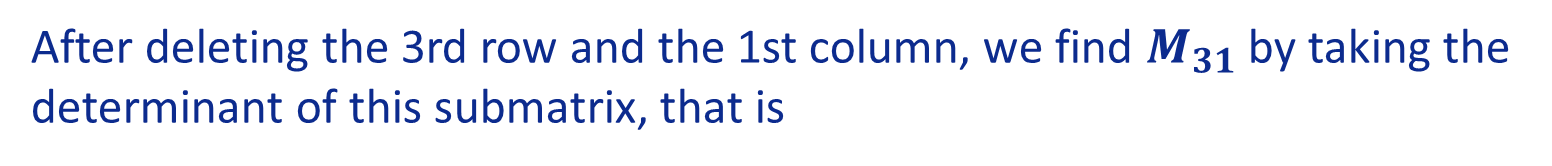 After deleting the 3rd row and the 1st column, we find M₃₁ by taking the
determinant of this submatrix, that is